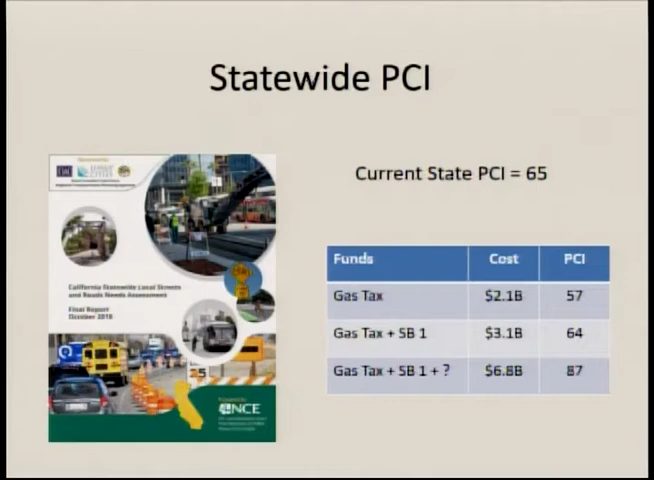 Statewide PCI
Current State PCI = 65
California Statewide Local Streets
and Roads Needs Assessment
Final Report
October 2018
NCE
Funds Cost PCI
Gas Tax $2.1B 57
Gas Tax + SB 1 $3.1B 64
Gas Tax + SB 1 + ? $6.8B 87